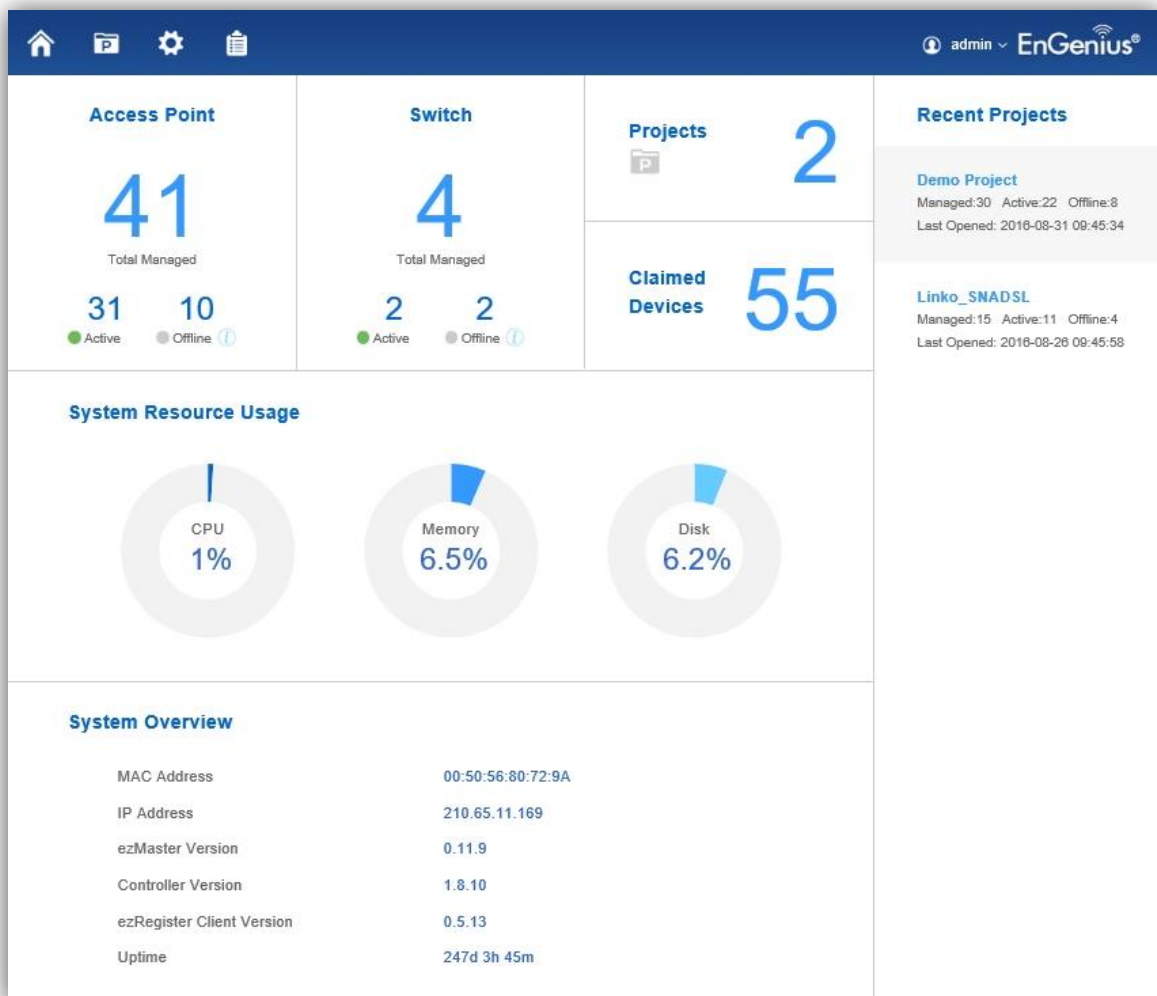 admin
EnGenius®
Access Point
41
Total Managed
31 10
Active Offline
Switch
4
Total Managed
2 2
Active Offline
Projects
2
Claimed
Devices
55
Recent Projects
Demo Project
Managed:30 Active:22 Offline:8
Last Opened: 2016-08-31 09:45:34
Linko_SNADSL
Managed:15 Active:11 Offline:4
Last Opened: 2016-08-26 09:45:58
System Resource Usage
CPU
1%
Memory
6.5%
Disk
6.2%
System Overview
MAC Address 00:50:56:80:72:9A
IP Address 210.65.11.169
ezMaster Version 0.11.9
Controller Version 1.8.10
ezRegister Client Version 0.5.13
Uptime 247d 3h 45m